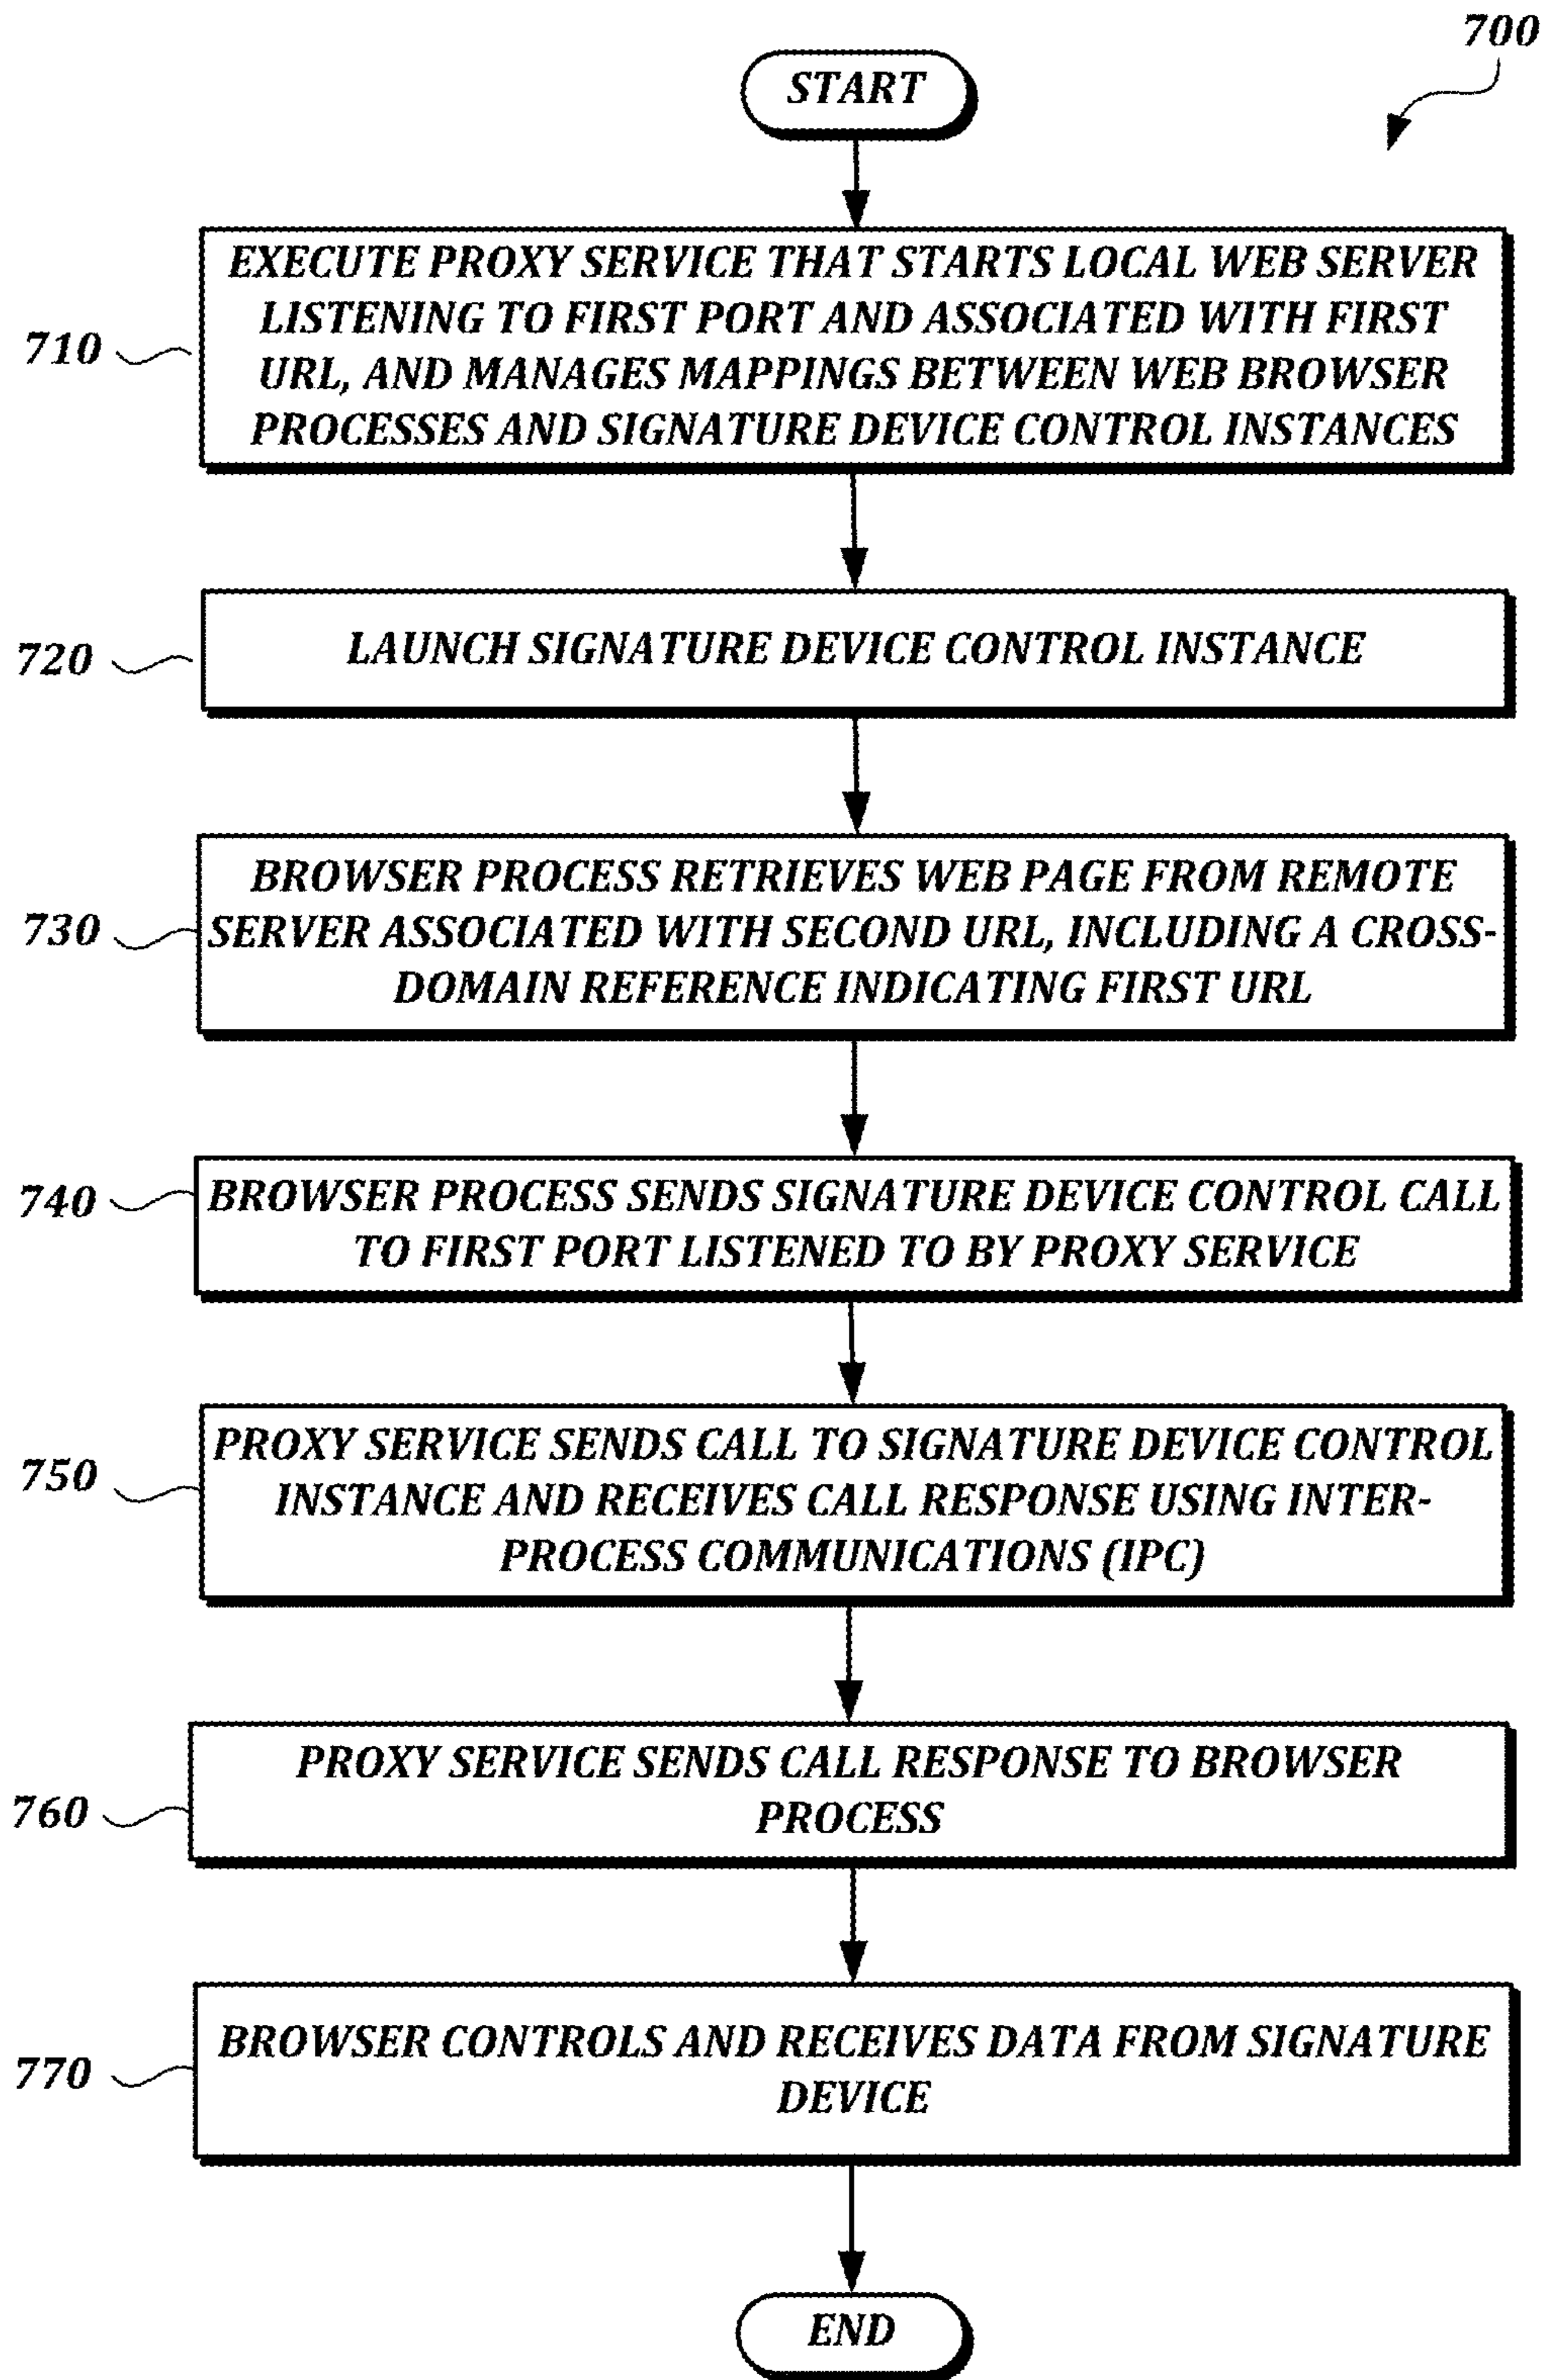 700
START
710
EXECUTE PROXY SERVICE THAT STARTS LOCAL WEB SERVER
LISTENING TO FIRST PORT AND ASSOCIATED WITH FIRST
URL, AND MANAGES MAPPINGS BETWEEN WEB BROWSER
PROCESSES AND SIGNATURE DEVICE CONTROL INSTANCES
720
LAUNCH SIGNATURE DEVICE CONTROL INSTANCE
730
BROWSER PROCESS RETRIEVES WEB PAGE FROM REMOTE
SERVER ASSOCIATED WITH SECOND URL, INCLUDING A CROSS-
DOMAIN REFERENCE INDICATING FIRST URL
740
BROWSER PROCESS SENDS SIGNATURE DEVICE CONTROL CALL
TO FIRST PORT LISTENED TO BY PROXY SERVICE
750
PROXY SERVICE SENDS CALL TO SIGNATURE DEVICE CONTROL
INSTANCE AND RECEIVES CALL RESPONSE USING INTER-
PROCESS COMMUNICATIONS (IPC)
760
PROXY SERVICE SENDS CALL RESPONSE TO BROWSER
PROCESS
770
BROWSER CONTROLS AND RECEIVES DATA FROM SIGNATURE
DEVICE
END